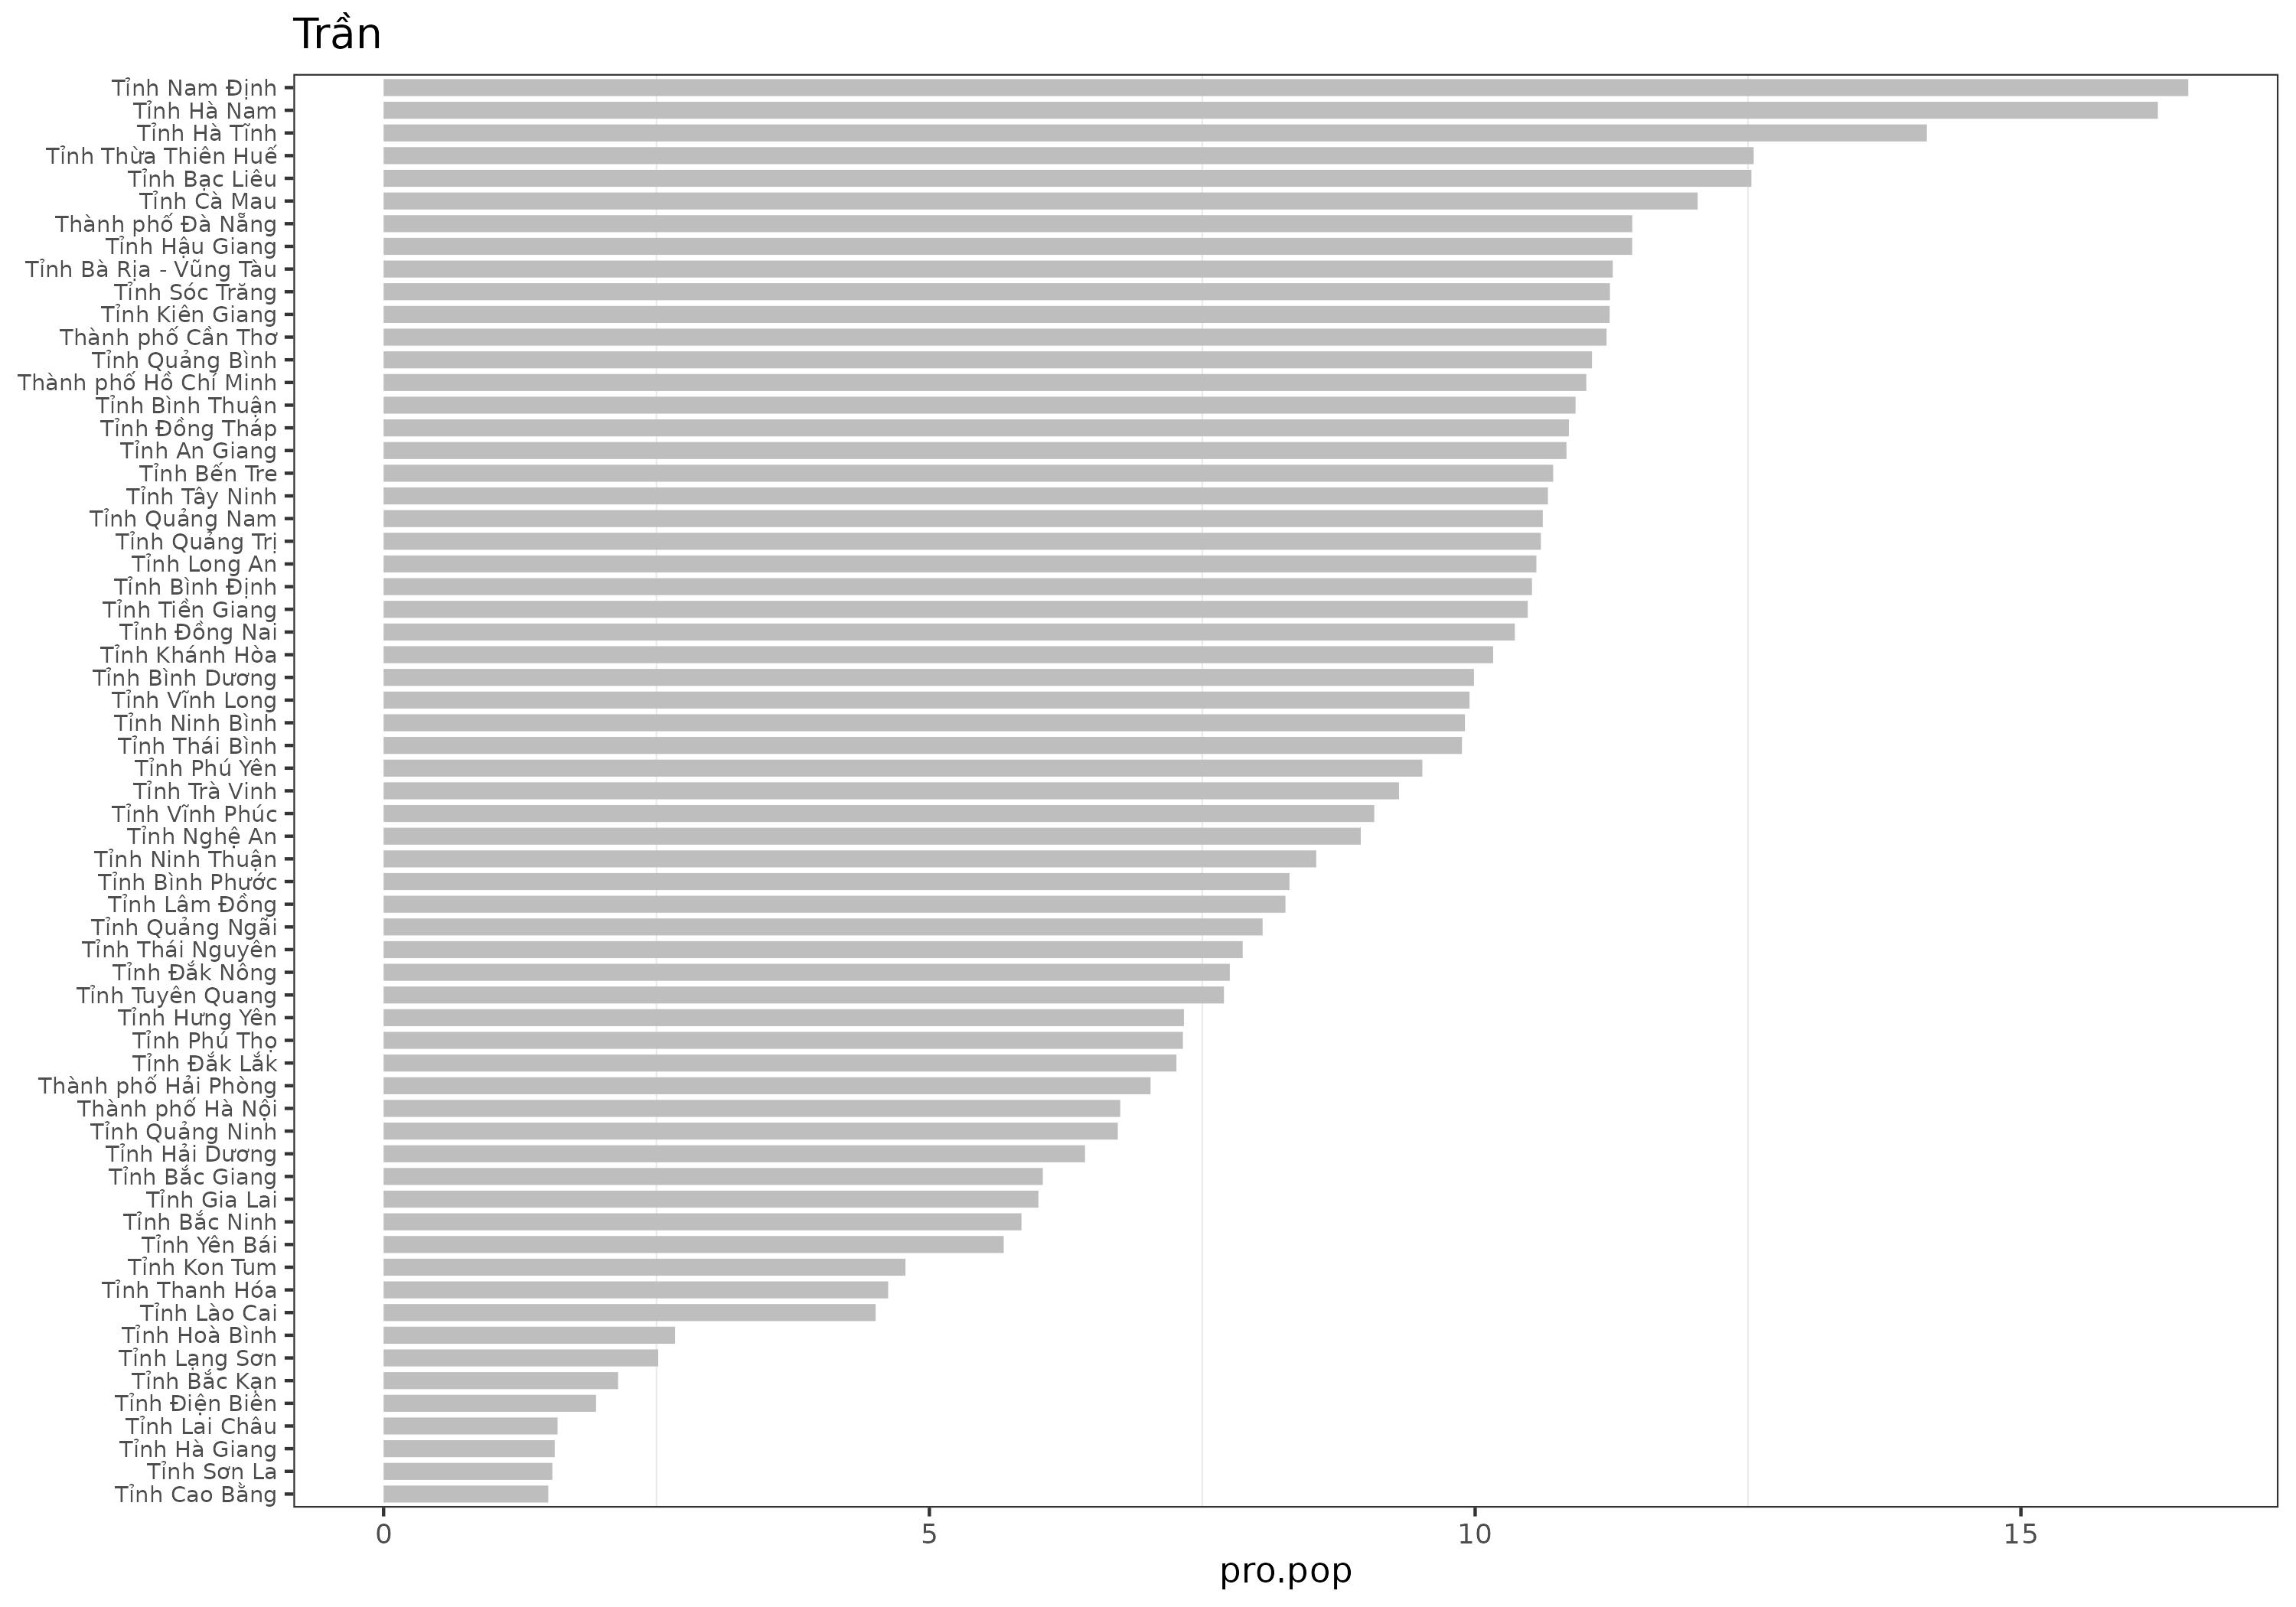 Trần
Tỉnh Nam Định
Tỉnh Hà Nam
Tỉnh Hà Tĩnh
Tỉnh Thừa Thiên Huế
Tỉnh Bạc Liêu
Tỉnh Cà Mau
Thành phố Đà Nẵng
Tỉnh Hậu Giang
Tỉnh Bà Rịa - Vũng Tàu
Tỉnh Sóc Trăng
Tỉnh Kiên Giang
Thành phố Cần Thơ
Tỉnh Quảng Bình
Thành phố Hồ Chí Minh
Tỉnh Bình Thuận
Tỉnh Đồng Tháp
Tỉnh An Giang
Tỉnh Bến Tre
Tỉnh Tây Ninh
Tỉnh Quảng Nam
Tỉnh Quảng Trị
Tỉnh Long An
Tỉnh Bình Định
Tỉnh Tiền Giang
Tỉnh Đồng Nai
Tỉnh Khánh Hòa
Tỉnh Bình Dương
Tỉnh Vĩnh Long
Tỉnh Ninh Bình
Tỉnh Thái Bình
Tỉnh Phú Yên
Tỉnh Trà Vinh
Tỉnh Vĩnh Phúc
Tỉnh Nghệ An
Tỉnh Ninh Thuận
Tỉnh Bình Phước
Tỉnh Lâm Đồng
Tỉnh Quảng Ngãi
Tỉnh Thái Nguyên
Tỉnh Đắk Nông
Tỉnh Tuyên Quang
Tỉnh Hưng Yên
Tỉnh Phú Thọ
Tỉnh Đắk Lắk
Thành phố Hải Phòng
Thành phố Hà Nội
Tỉnh Quảng Ninh
Tỉnh Hải Dương
Tỉnh Bắc Giang
Tỉnh Gia Lai
Tỉnh Bắc Ninh
Tỉnh Yên Bái
Tỉnh Kon Tum
Tỉnh Thanh Hóa
Tỉnh Lào Cai
Tỉnh Hoà Bình
Tỉnh Lạng Sơn
Tỉnh Bắc Kạn
Tỉnh Điện Biên
Tỉnh Lai Châu
Tỉnh Hà Giang
Tỉnh Sơn La
Tỉnh Cao Bằng
0 5 10 15
pro.pop